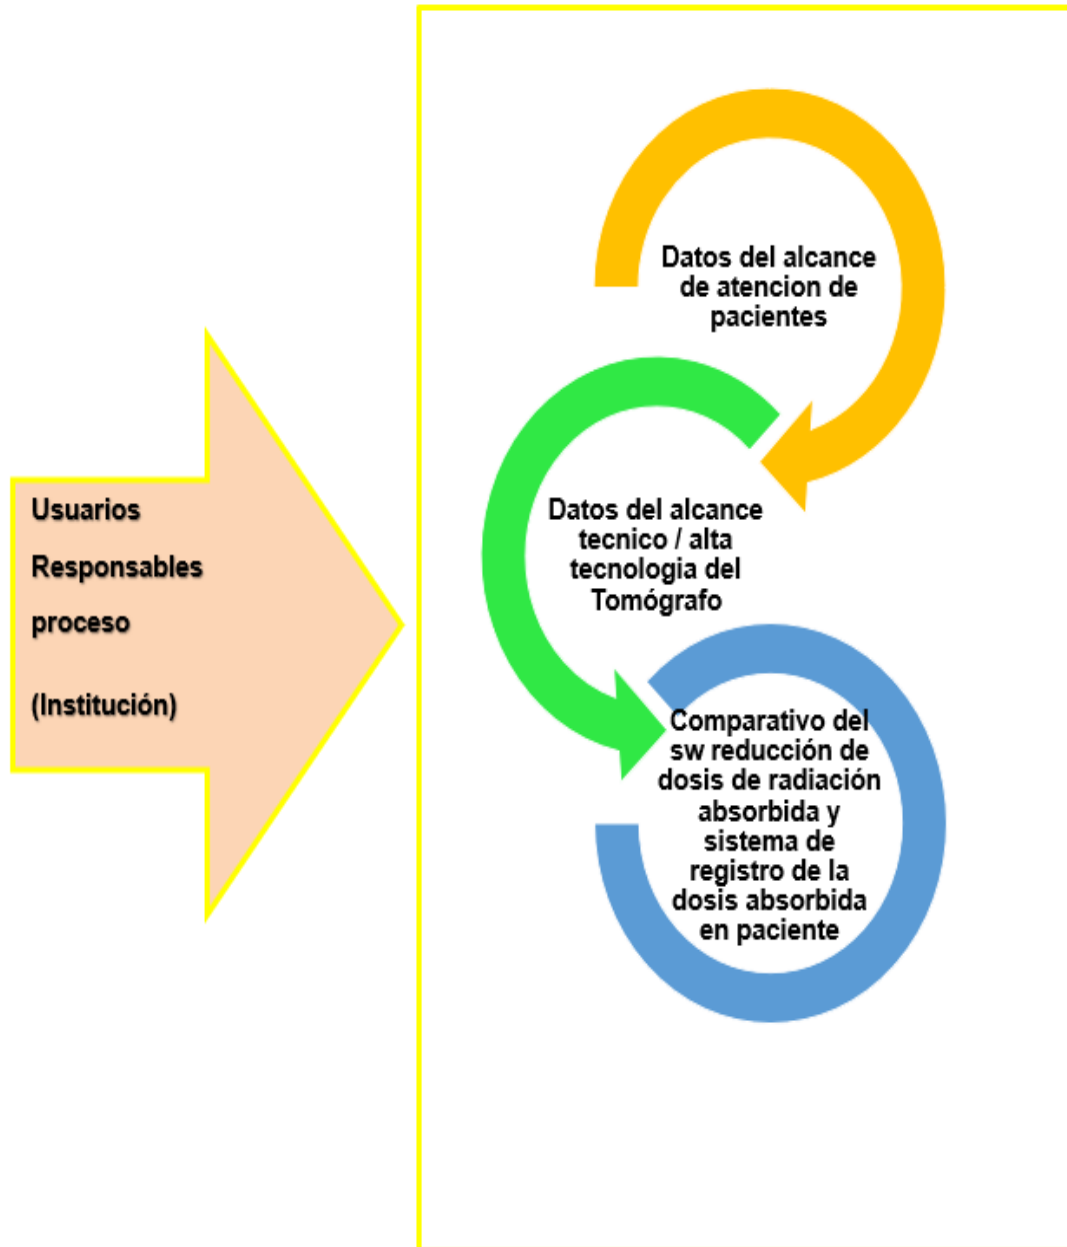 Usuarios
Responsables
proceso
(Institución)
Datos del alcance
de atencion de
pacientes
Datos del alcance
tecnico / alta
tecnologia del
Tomógrafo
Comparativo del
sw reducción de
dosis de radiación
absorbida y
sistema de
registro de la
dosis absorbida
en paciente